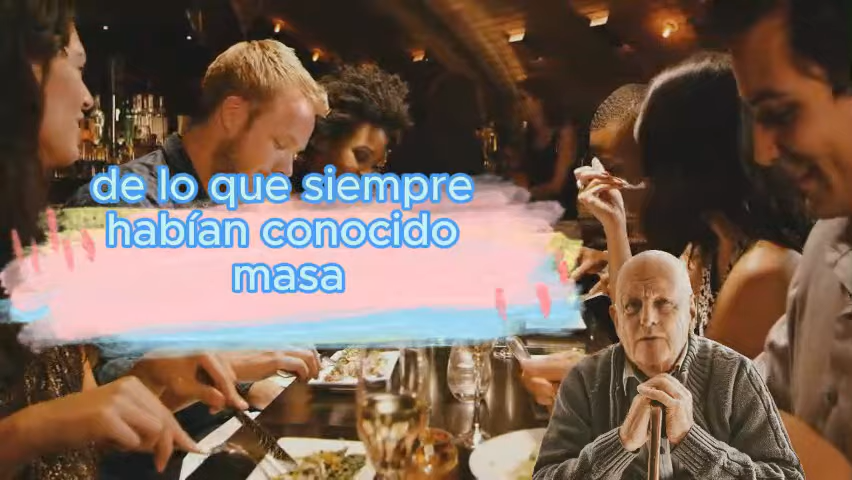 de lo que siempre
habían conocido
masa